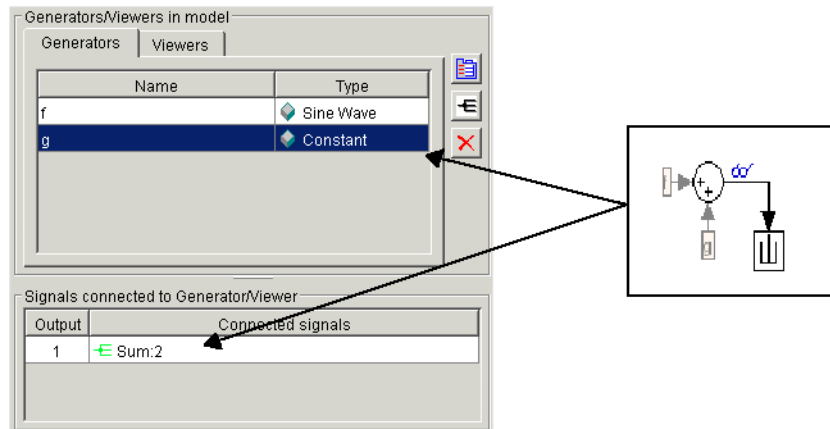 Generators/Viewers in model
Generators
Viewers
Name
Type
f
Sine Wave
g
Constant
Signals connected to Generator/Viewer
Output
Connected signals
1
Sum:2
f
+
+
g